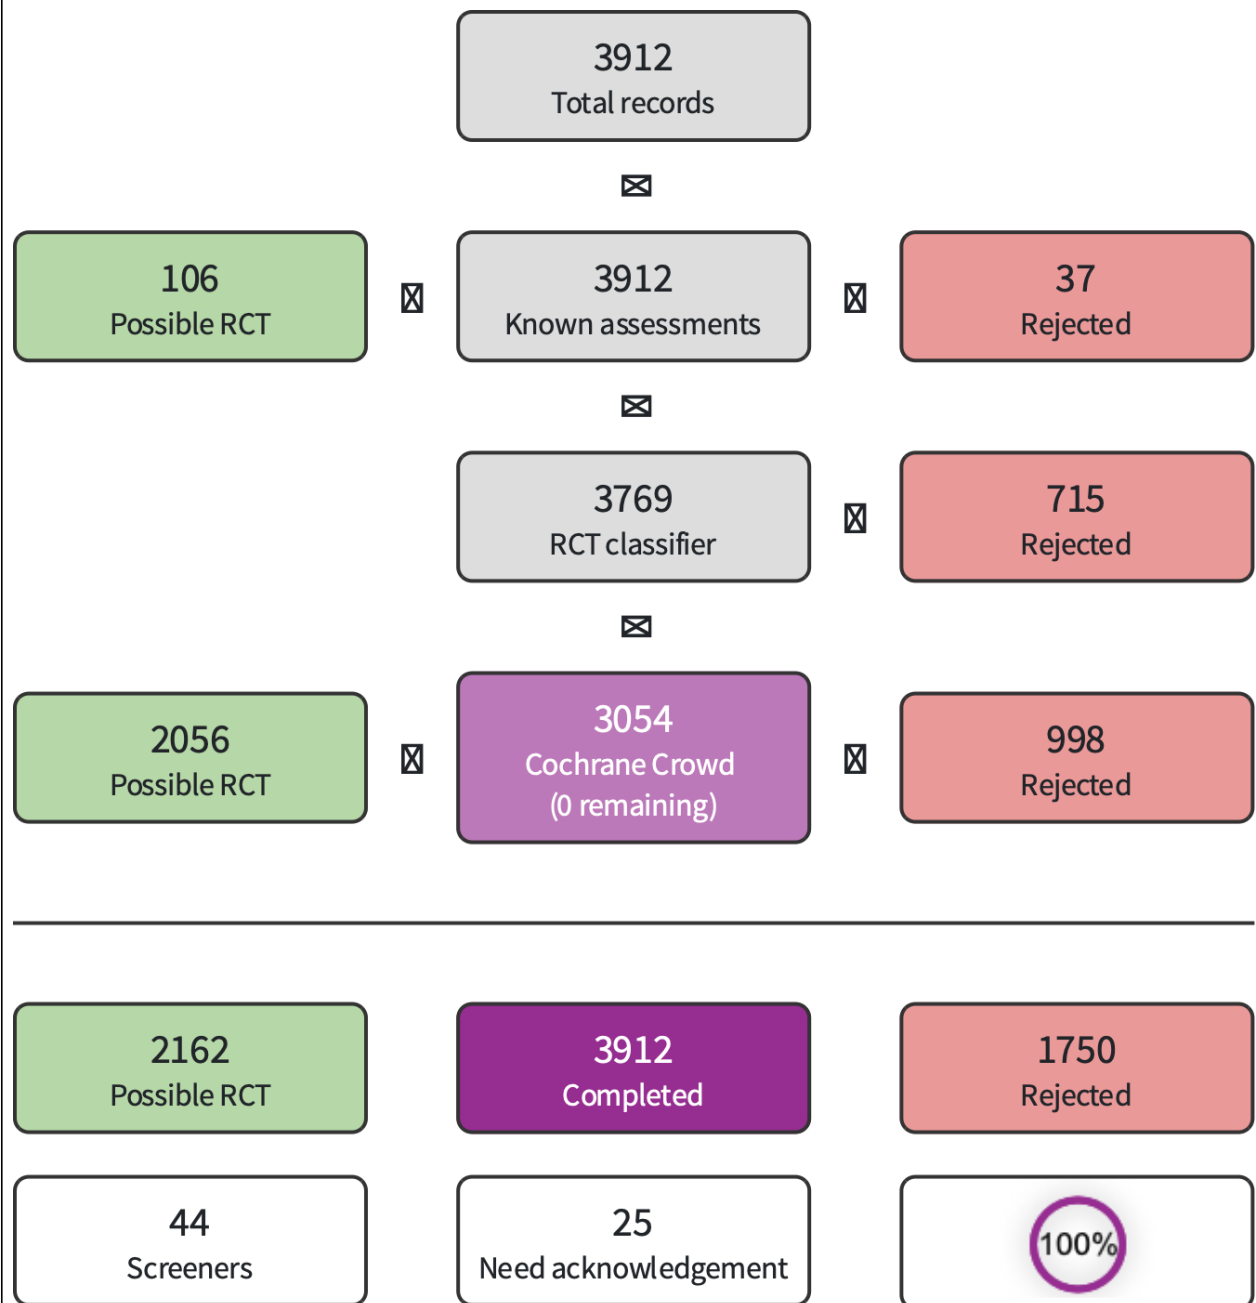 3912
Total records
106
Possible RCT
3912
Known assessments
37
Rejected
3769
RCT classifier
715
Rejected
2056
Possible RCT
3054
Cochrane Crowd
(0 remaining)
998
Rejected
2162
Possible RCT
3912
Completed
1750
Rejected
44
Screeners
25
Need acknowledgement
100%